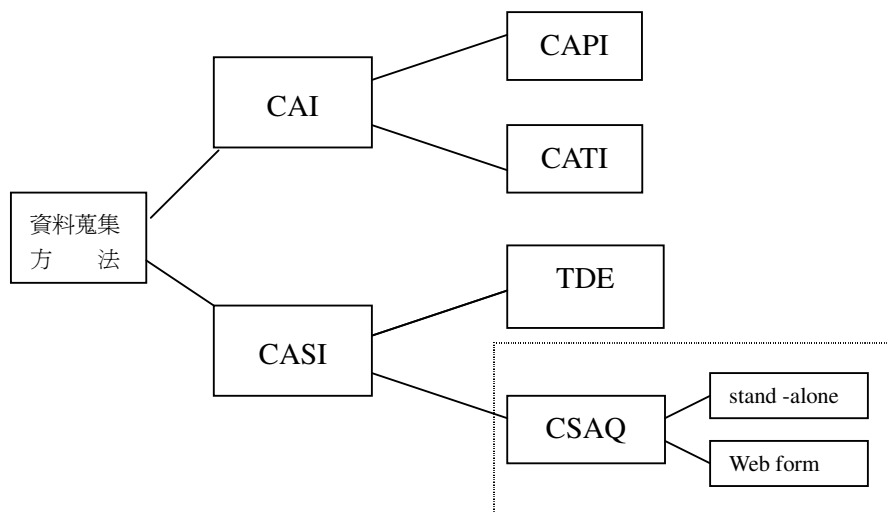 資料蒐集
方 法
CAI
CAPI
CATI
CASI
TDE
CSAQ
stand -alone
Web form